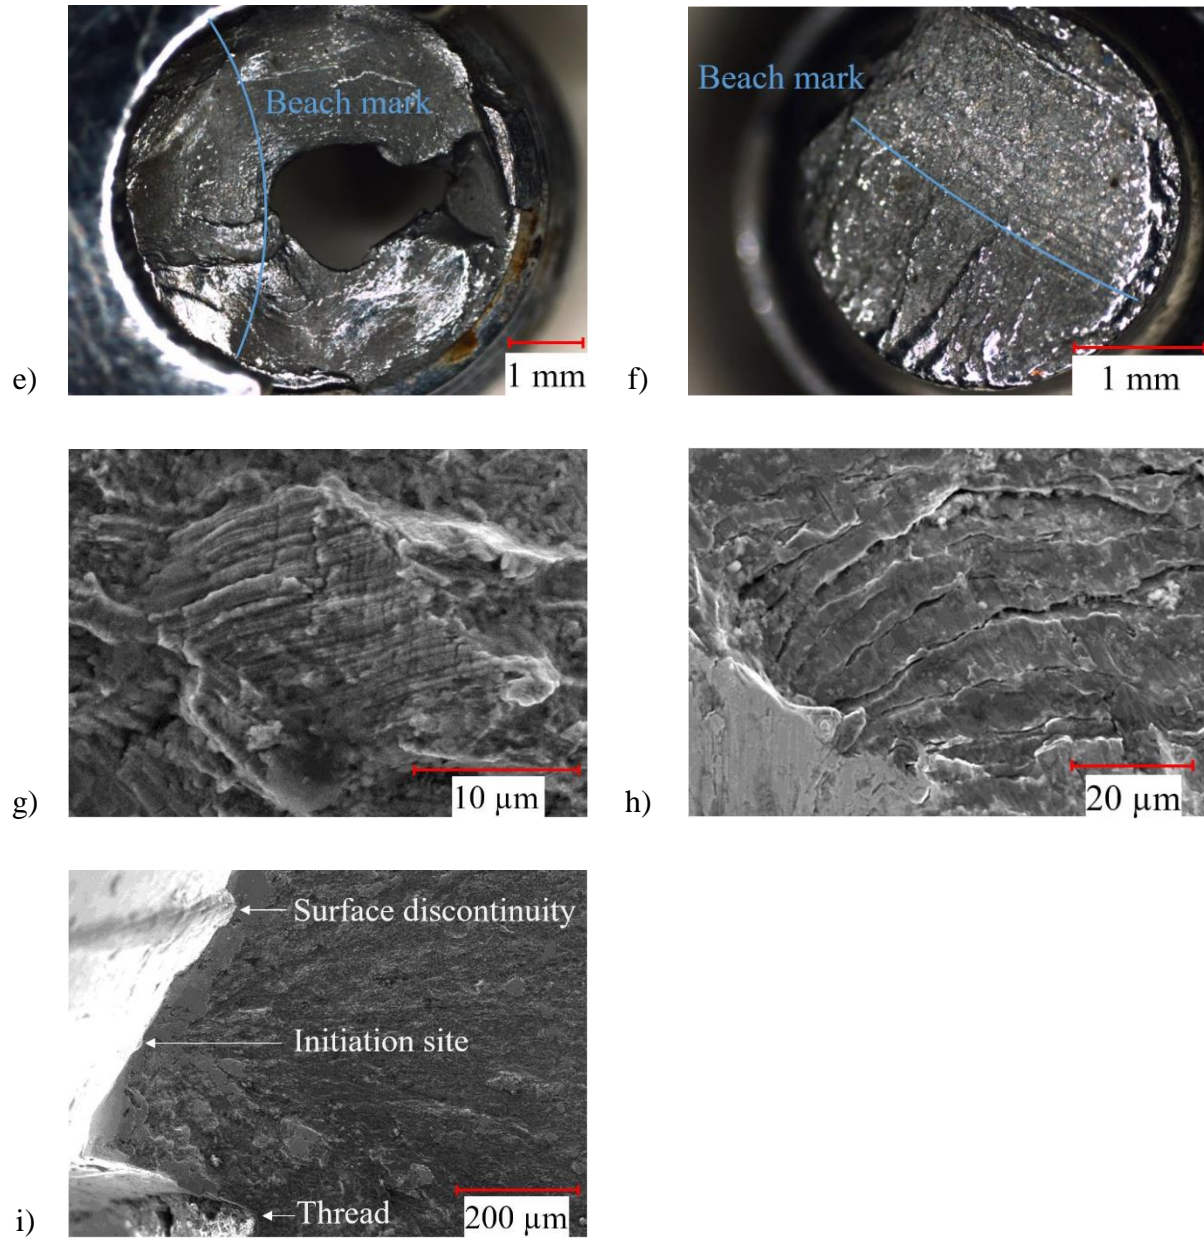 Beach mark
1 mm
e)
Beach mark
1 mm
f)
10 µm
g)
20 µm
h)
Surface discontinuity
Initiation site
Thread
200 µm
i)